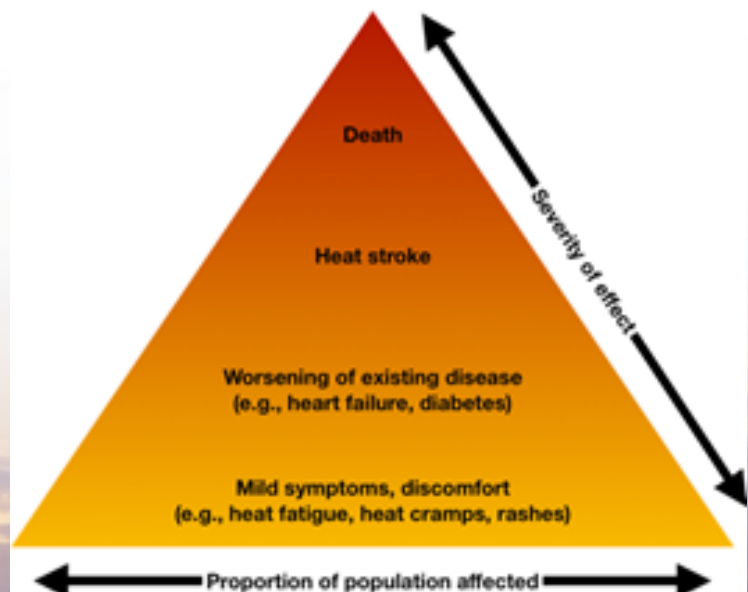 Death
Heat stroke
Severity of effect
Worsening of existing disease
(e.g., heart failure, diabetes)
Mild symptoms, discomfort
(e.g., heat fatigue, heat cramps, rashes)
Proportion of population affected